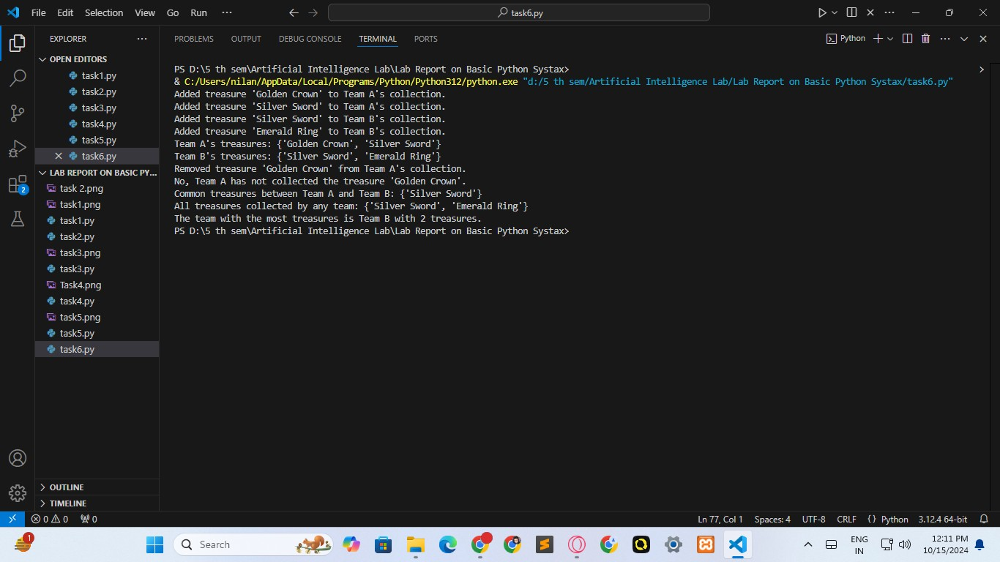 File Edit Selection View Go Run ··· task6.py
EXPLORER ···
PROBLEMS OUTPUT DEBUG CONSOLE TERMINAL PORTS Python
OPEN EDITORS
task1.py
task2.py
task3.py
task4.py
task5.py
task6.py
LAB REPORT ON BASIC PY...
task 2.png
task1.png
task1.py
task2.py
task3.png
task3.py
Task4.png
task4.py
task5.png
task5.py
task6.py
OUTLINE
TIMELINE
PS D:\5 th sem\Artificial Intelligence Lab\Lab Report on Basic Python Systax>
& C:/Users/nilan/AppData/Local/Programs/Python/Python312/python.exe "d:/5 th sem/Artificial Intelligence Lab/Lab Report on Basic Python Systax/task6.py"
Added treasure 'Golden Crown' to Team A's collection.
Added treasure 'Silver Sword' to Team A's collection.
Added treasure 'Silver Sword' to Team B's collection.
Added treasure 'Emerald Ring' to Team B's collection.
Team A's treasures: {'Golden Crown', 'Silver Sword'}
Team B's treasures: {'Silver Sword', 'Emerald Ring'}
Removed treasure 'Golden Crown' from Team A's collection.
No, Team A has not collected the treasure 'Golden Crown'.
Common treasures between Team A and Team B: {'Silver Sword'}
All treasures collected by any team: {'Silver Sword', 'Emerald Ring'}
The team with the most treasures is Team B with 2 treasures.
PS D:\5 th sem\Artificial Intelligence Lab\Lab Report on Basic Python Systax>
2
0 0 0 Ln 77, Col 1 Spaces: 4 UTF-8 CRLF {} Python 3.12.4 64-bit
1 Search ENG
IN 12:11 PM
10/15/2024